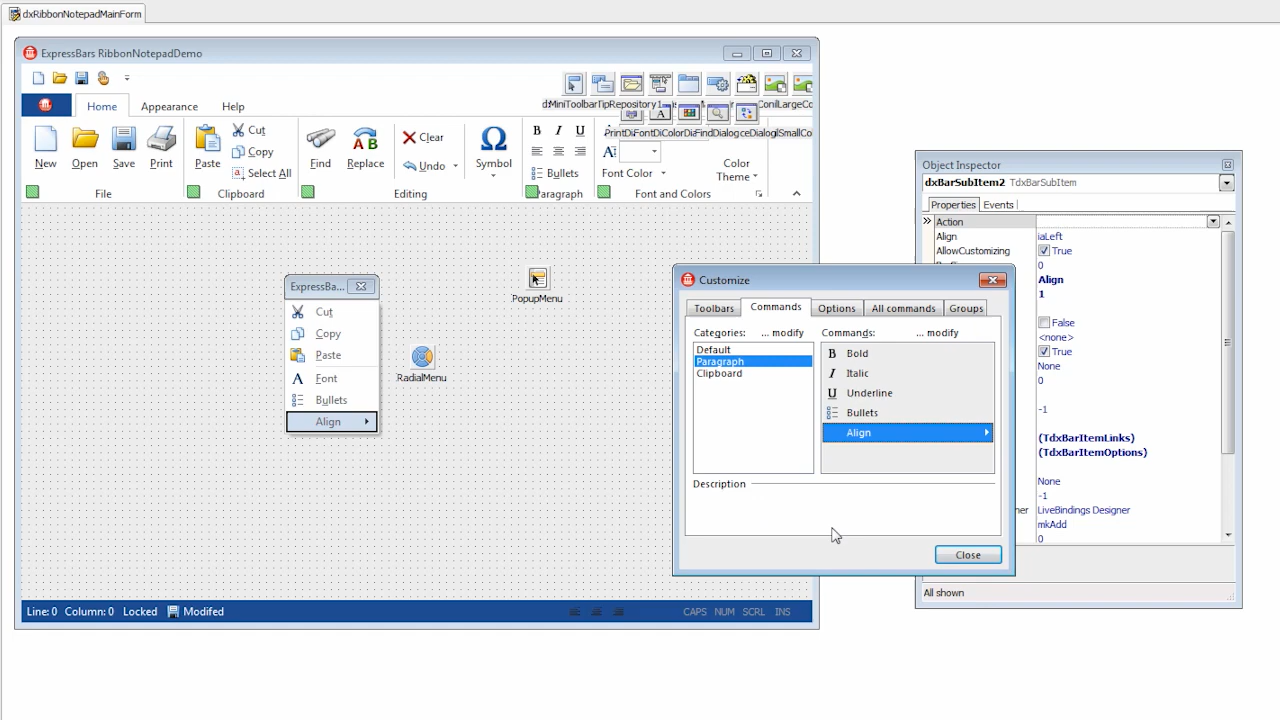 dxRibbonNotepadMainForm
ExpressBars RibbonNotepadDemo
Home Appearance Help
New Open Save Print
Paste Cut Copy Select All
Find Replace Clear Undo
Symbol
B I U
Bullets
A
Font Color
Color Theme
File Clipboard Editing Paragraph Font and Colors
ExpressBa...
Cut
Copy
Paste
Font
Bullets
Align
PopupMenu
RadialMenu
Line: 0 Column: 0 Locked Modifed
CAPS NUM SCRL INS
Customize
Toolbars Commands Options All commands Groups
Categories: ... modify Commands: ... modify
Default
Paragraph
Clipboard
B Bold
I Italic
U Underline
Bullets
Align
Description
Close
Object Inspector
dxBarSubItem2 TdxBarSubItem
Properties Events
Action
Align iaLeft
AllowCustomizing True
0
Align
1
False
<none>
True
None
0
-1
(TdxBarItemLinks)
(TdxBarItemOptions)
None
-1
LiveBindings Designer
mkAdd
0
All shown